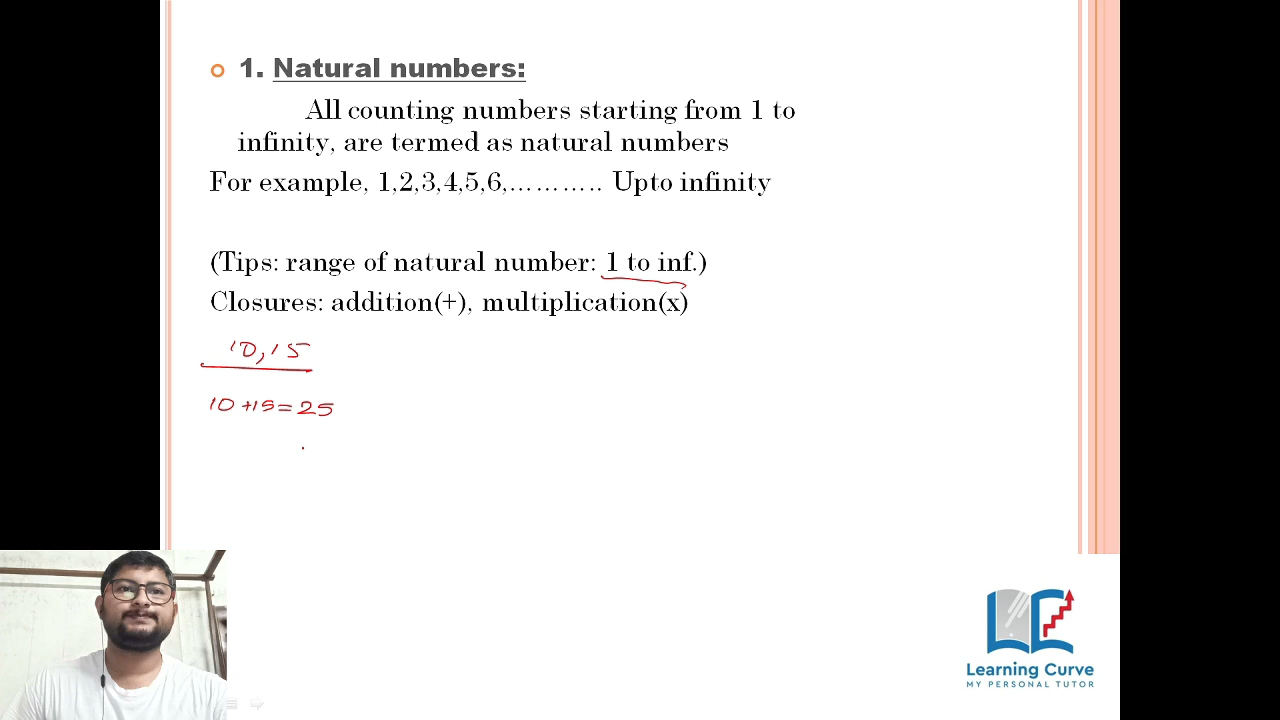 1. Natural numbers:
All counting numbers starting from 1 to
infinity, are termed as natural numbers
For example, 1,2,3,4,5,6,……….. Upto infinity
(Tips: range of natural number: 1 to inf.)
Closures: addition(+), multiplication(x)
10,15
10+15=25
Learning Curve
MY PERSONAL TUTOR